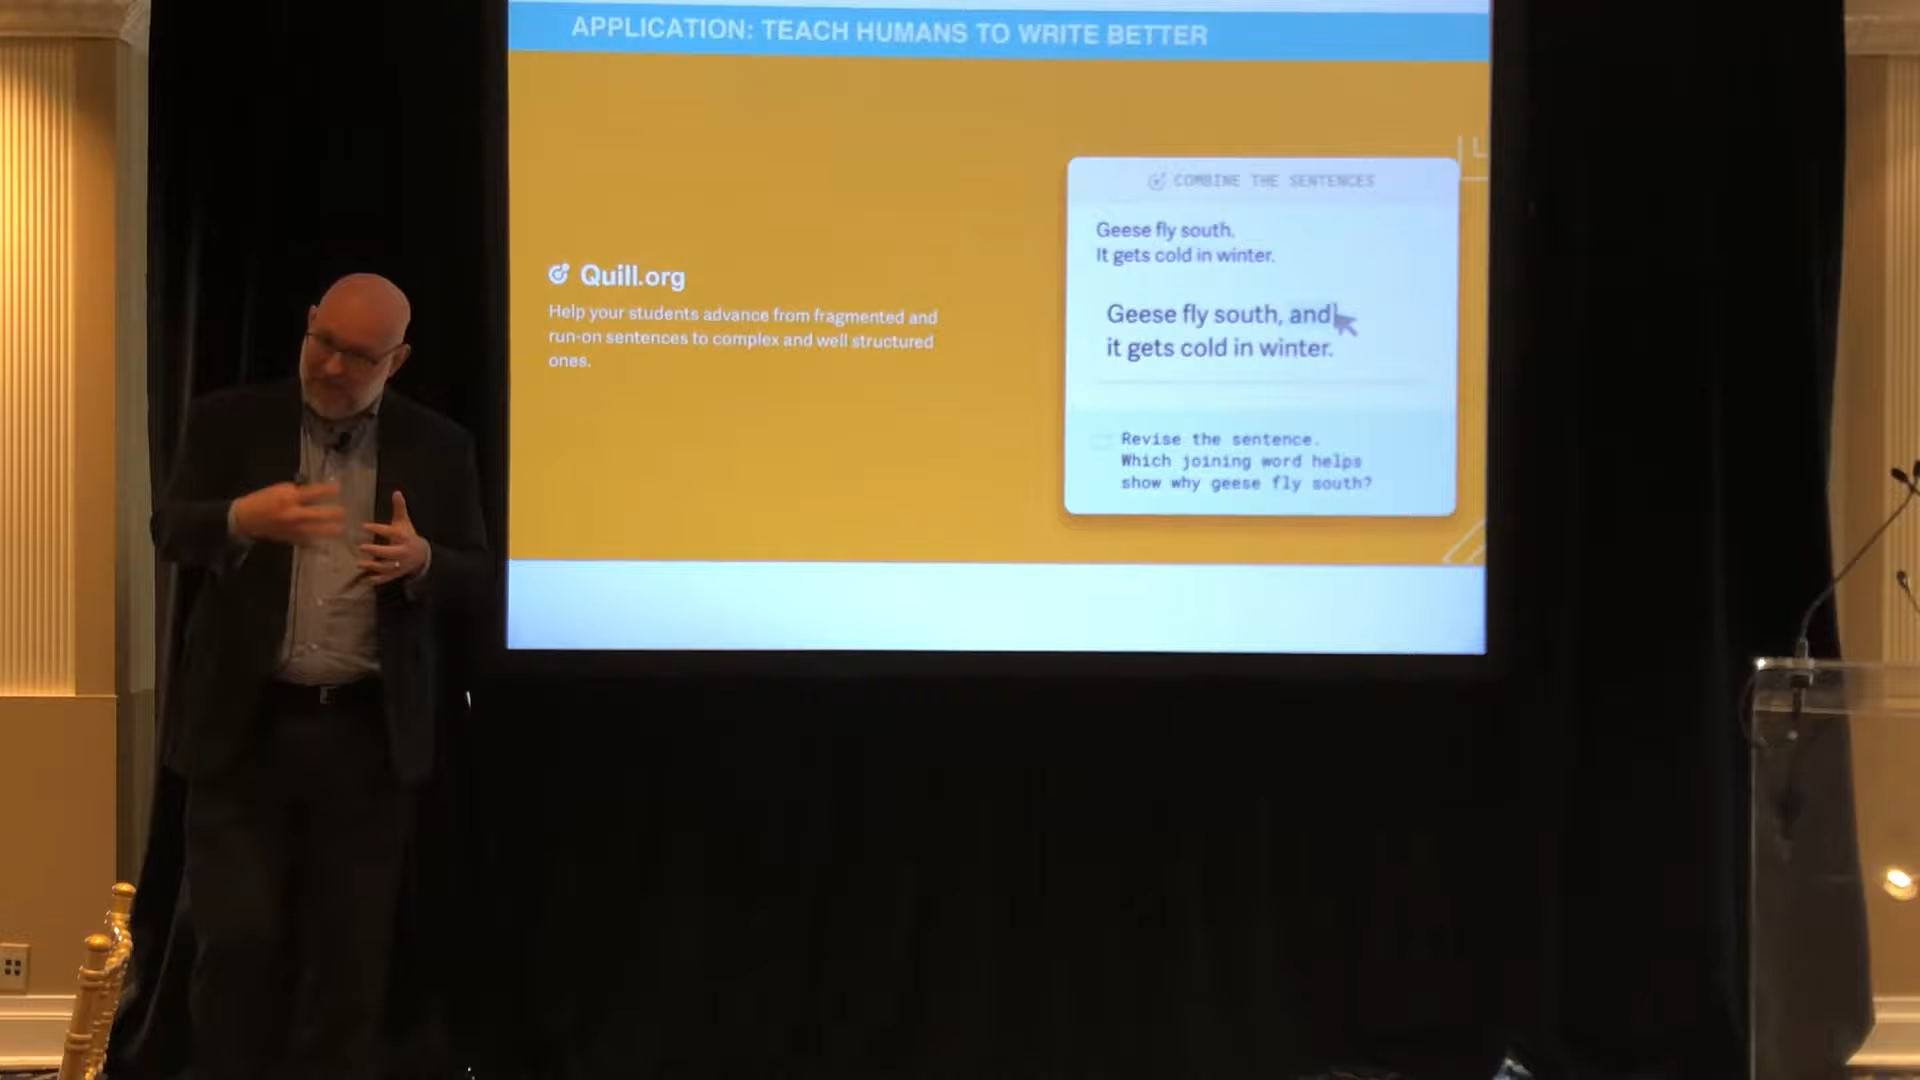 APPLICATION: TEACH HUMANS TO WRITE BETTER
Quill.org
Help your students advance from fragmented and
run-on sentences to complex and well structured
ones.
COMBINE THE SENTENCES
Geese fly south.
It gets cold in winter.
Geese fly south, and
it gets cold in winter.
Revise the sentence.
Which joining word helps
show why geese fly south?